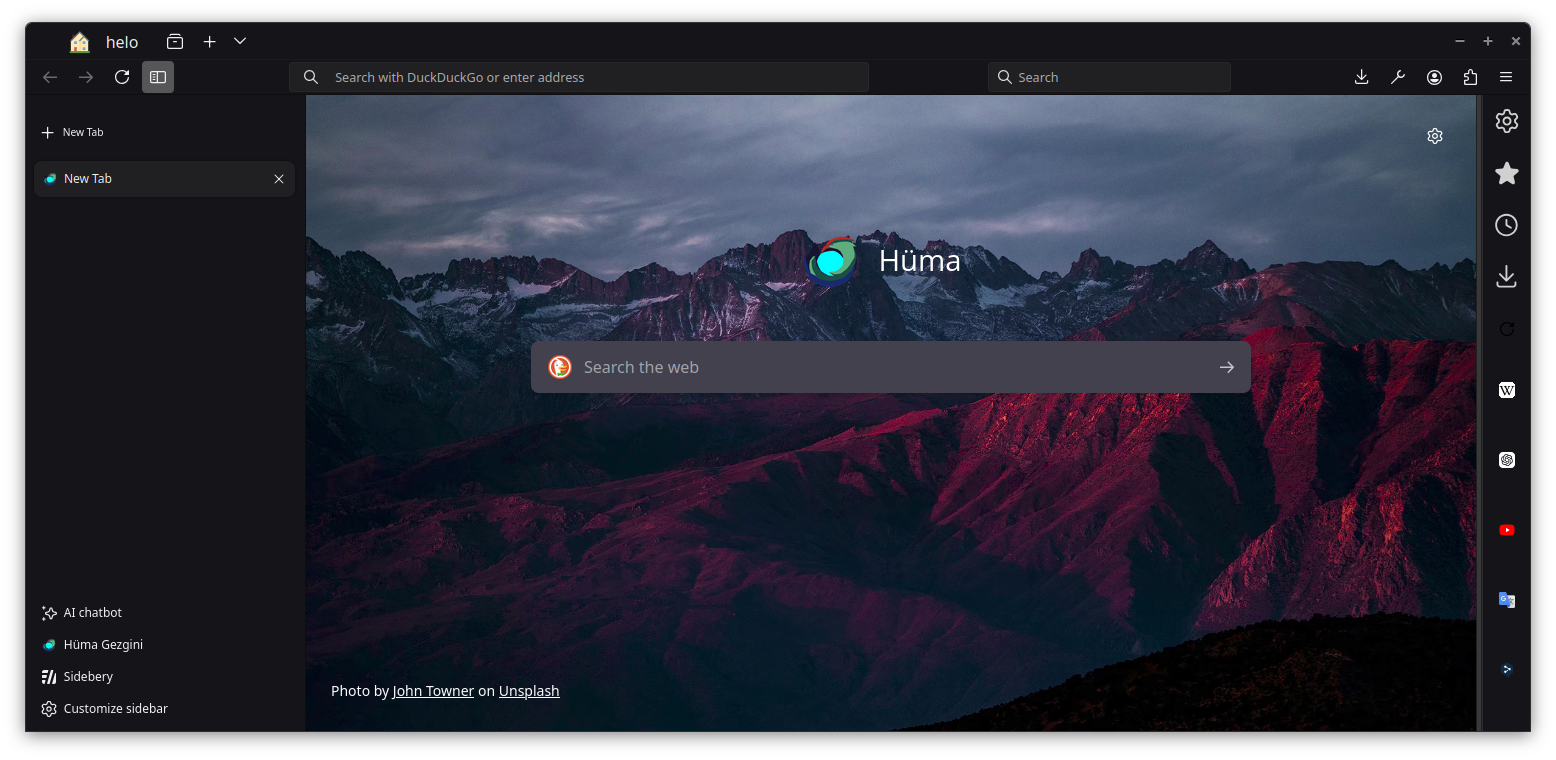 helo
Search with DuckDuckGo or enter address
Search
New Tab
New Tab
Hüma
Search the web
W
AI chatbot
Hüma Gezgini
Sidebery
Customize sidebar
Photo by John Towner on Unsplash